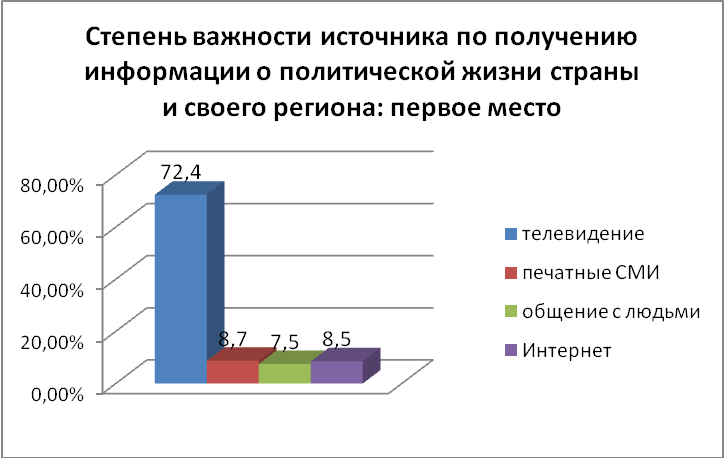 Степень важности источника по получению
информации о политической жизни страны
и своего региона: первое место
80,00%
60,00%
40,00%
20,00%
0,00%
72,4
8,7
7,5
8,5
телевидение
печатные СМИ
общение с людьми
Интернет